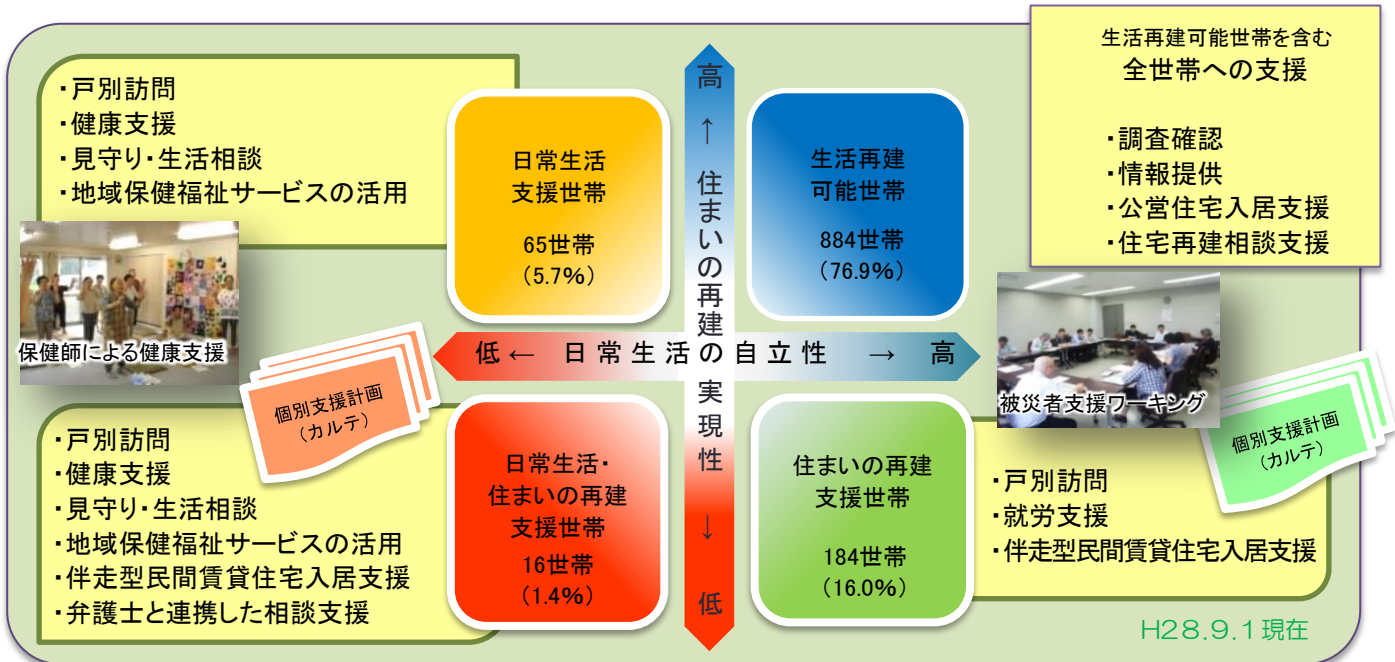 ・戸別訪問
・健康支援
・見守り・生活相談
・地域保健福祉サービスの活用
保健師による健康支援
日常生活
支援世帯
65世帯
（5.7％）
生活再建
可能世帯
884世帯
（76.9％）
生活再建可能世帯を含む
全世帯への支援
・調査確認
・情報提供
・公営住宅入居支援
・住宅再建相談支援
被災者支援ワーキング
高 ↑ 住まいの再建の実現性 ↓ 低
低 ← 日常生活の自立性 → 高
個別支援計画
（カルテ）
・戸別訪問
・健康支援
・見守り・生活相談
・地域保健福祉サービスの活用
・伴走型民間賃貸住宅入居支援
・弁護士と連携した相談支援
日常生活・
住まいの再建
支援世帯
16世帯
（1.4％）
住まいの再建
支援世帯
184世帯
（16.0％）
個別支援計画
（カルテ）
・戸別訪問
・就労支援
・伴走型民間賃貸住宅入居支援
H28.9.1現在